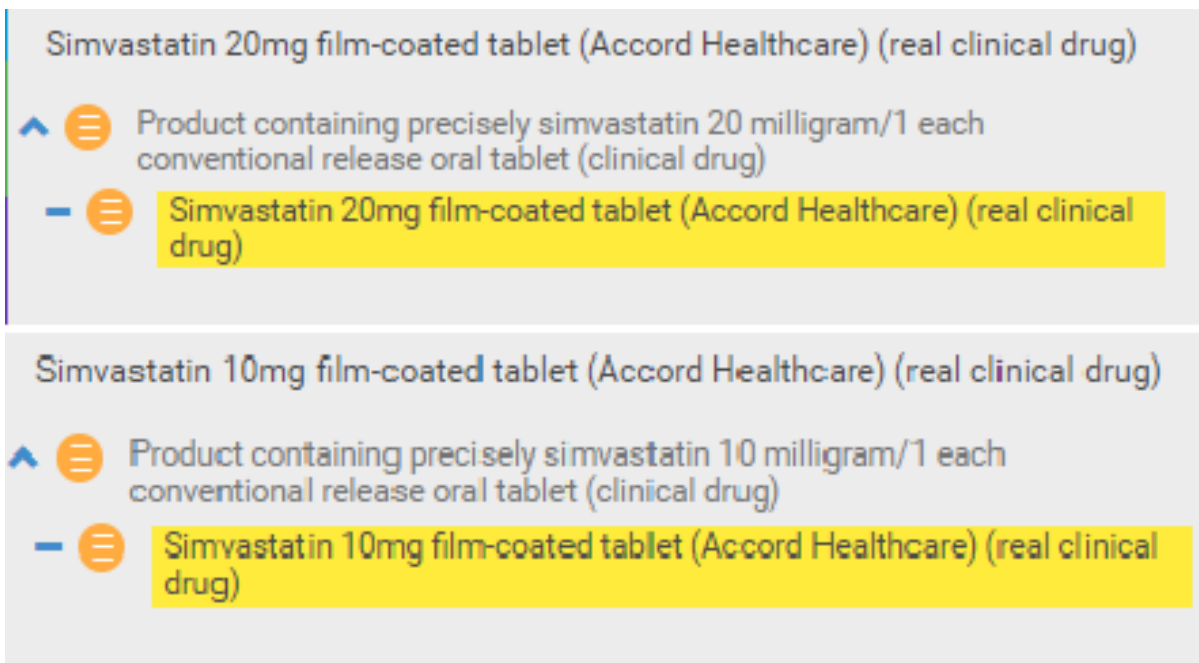 Simvastatin 20mg film-coated tablet (Accord Healthcare) (real clinical drug)
Product containing precisely simvastatin 20 milligram/1 each
conventional release oral tablet (clinical drug)
Simvastatin 20mg film-coated tablet (Accord Healthcare) (real clinical
drug)
Simvastatin 10mg film-coated tablet (Accord Healthcare) (real clinical drug)
Product containing precisely simvastatin 10 milligram/1 each
conventional release oral tablet (clinical drug)
Simvastatin 10mg film-coated tablet (Accord Healthcare) (real clinical
drug)